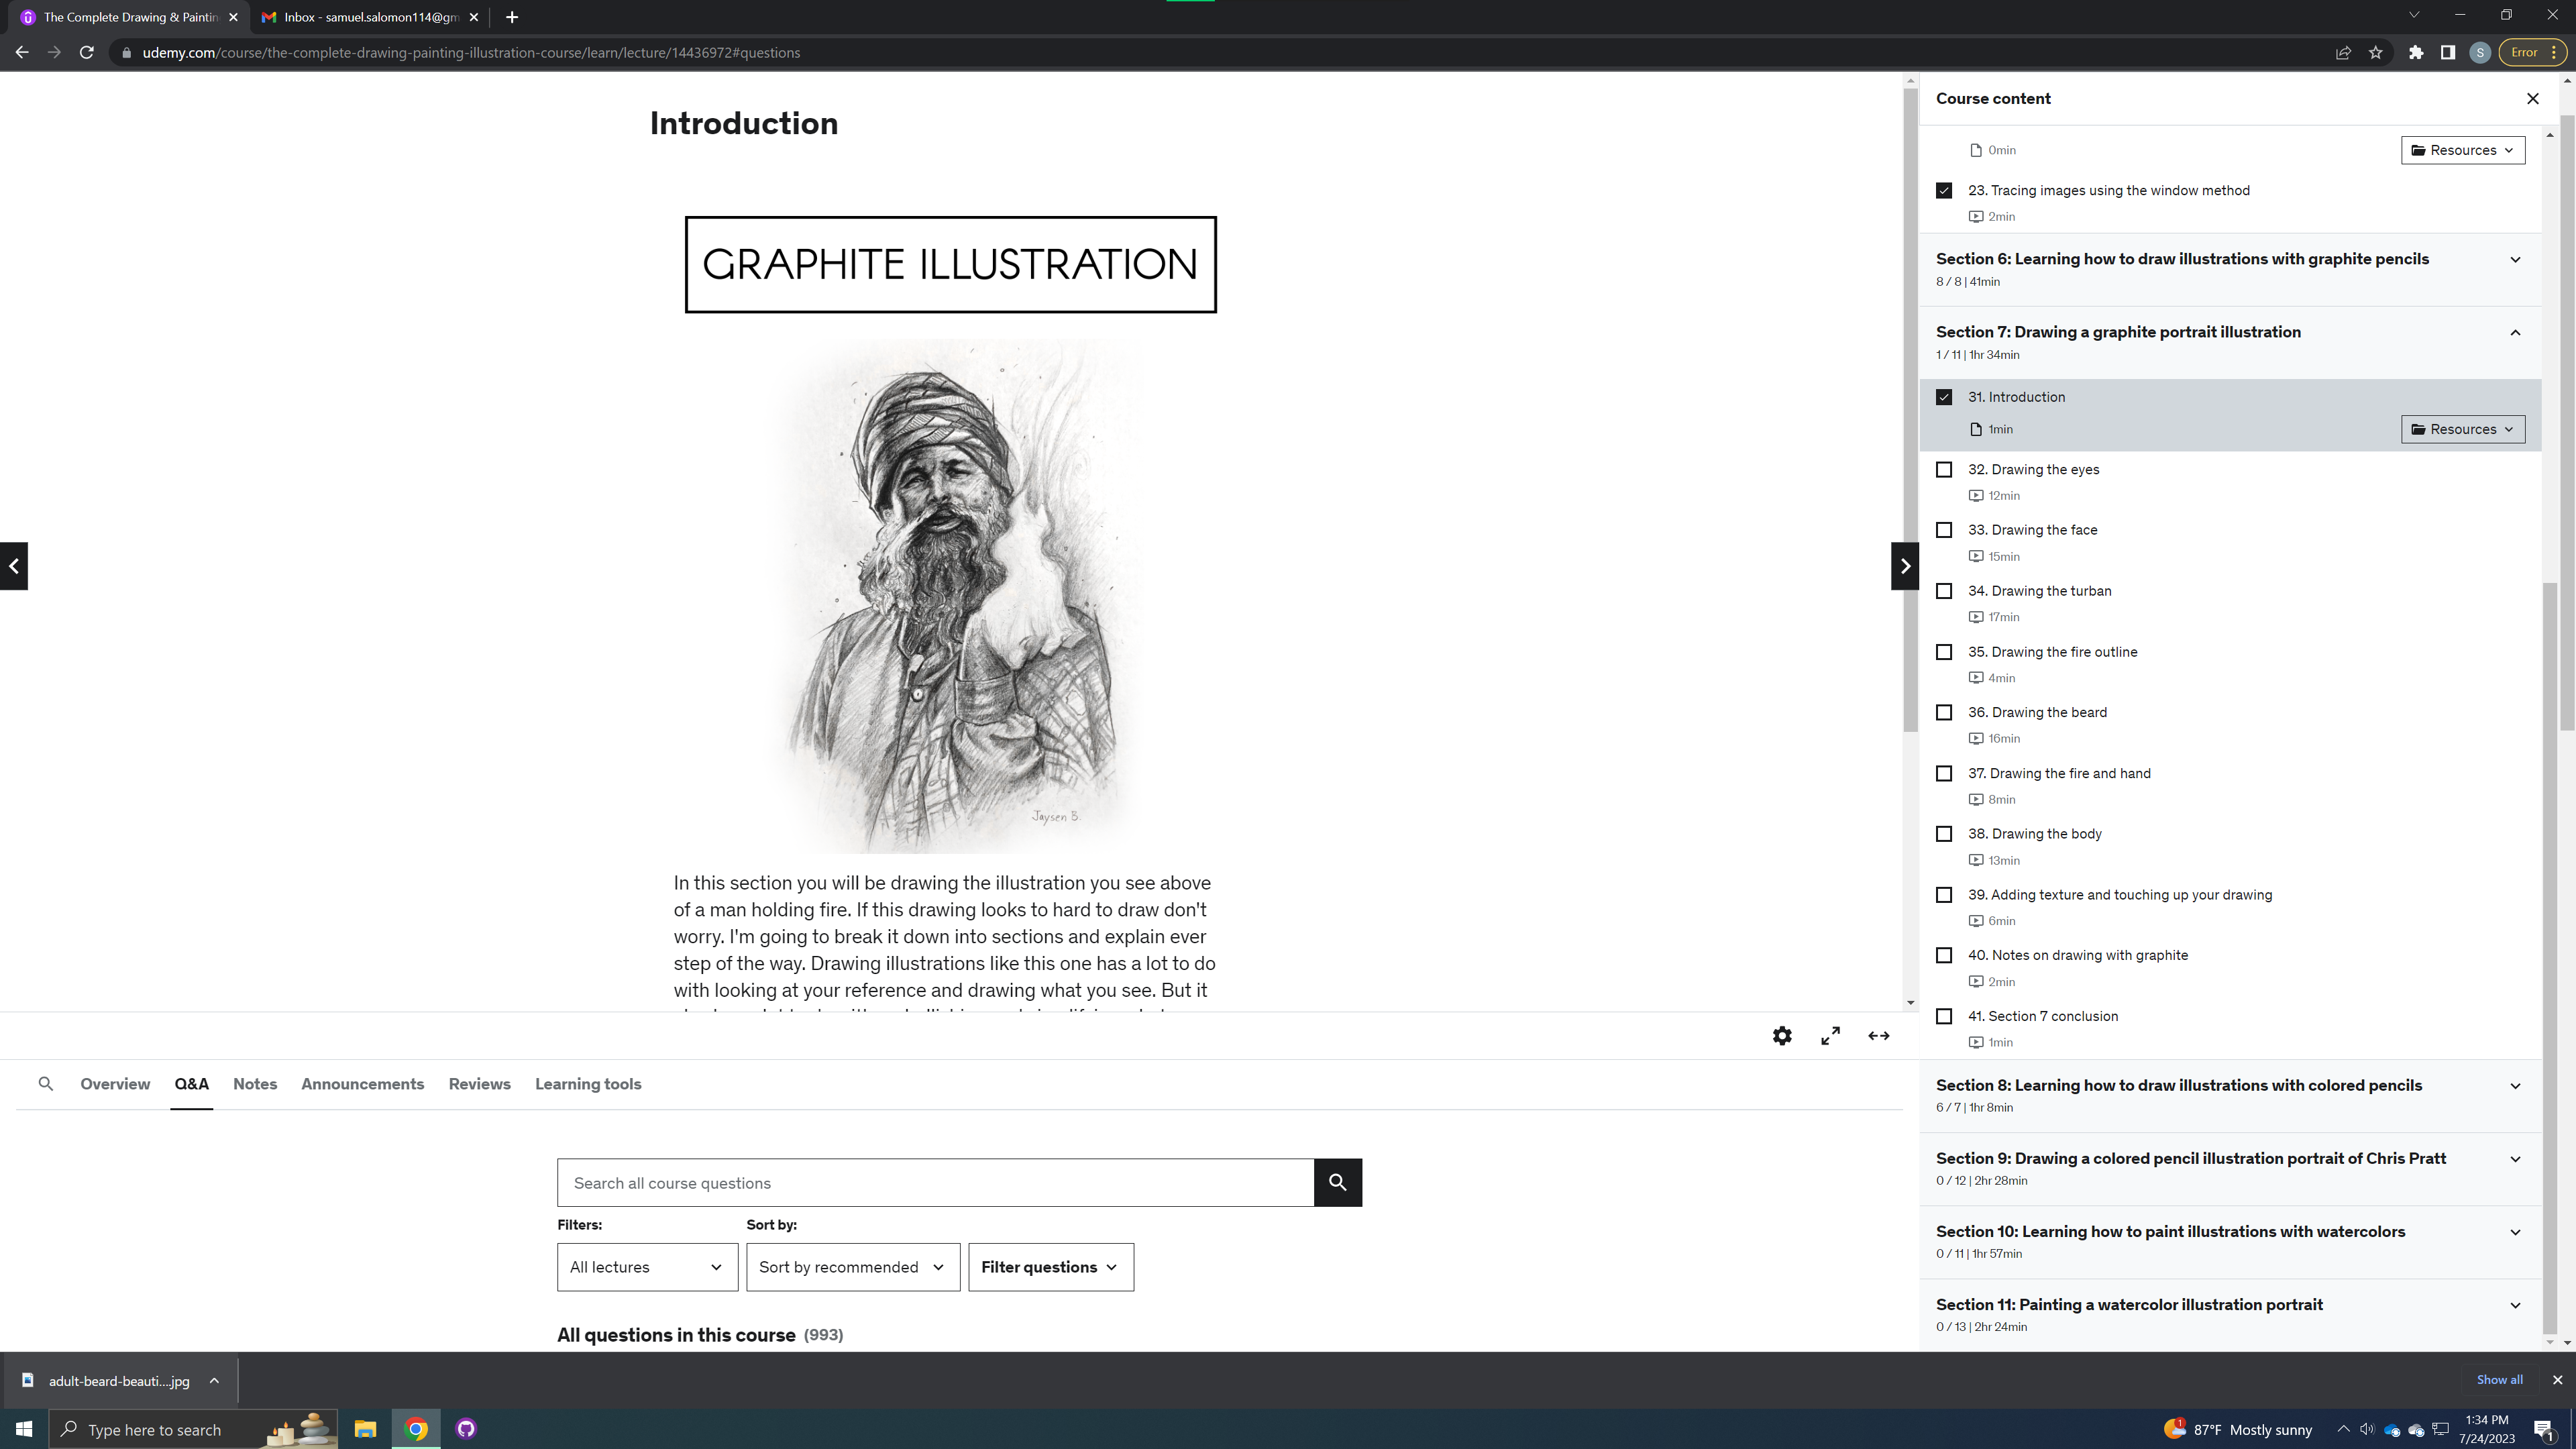 The Complete Drawing & Paintin
Inbox - samuel.salomon114@gm
udemy.com/course/the-complete-drawing-painting-illustration-course/learn/lecture/14436972#questions
S
Error
Introduction
GRAPHITE ILLUSTRATION
Jaysen B.
In this section you will be drawing the illustration you see above
of a man holding fire. If this drawing looks to hard to draw don't
worry. I'm going to break it down into sections and explain ever
step of the way. Drawing illustrations like this one has a lot to do
with looking at your reference and drawing what you see. But it
Overview
Q&A
Notes
Announcements
Reviews
Learning tools
Search all course questions
Filters:
Sort by:
All lectures
Sort by recommended
Filter questions
All questions in this course (993)
Course content
0min
Resources
23. Tracing images using the window method
2min
Section 6: Learning how to draw illustrations with graphite pencils
8 / 8 | 41min
Section 7: Drawing a graphite portrait illustration
1 / 11 | 1hr 34min
31. Introduction
1min
Resources
32. Drawing the eyes
12min
33. Drawing the face
15min
34. Drawing the turban
17min
35. Drawing the fire outline
4min
36. Drawing the beard
16min
37. Drawing the fire and hand
8min
38. Drawing the body
13min
39. Adding texture and touching up your drawing
6min
40. Notes on drawing with graphite
2min
41. Section 7 conclusion
1min
Section 8: Learning how to draw illustrations with colored pencils
6 / 7 | 1hr 8min
Section 9: Drawing a colored pencil illustration portrait of Chris Pratt
0 / 12 | 2hr 28min
Section 10: Learning how to paint illustrations with watercolors
0 / 11 | 1hr 57min
Section 11: Painting a watercolor illustration portrait
0 / 13 | 2hr 24min
adult-beard-beauti....jpg
Show all
Type here to search
1
87°F Mostly sunny
1:34 PM
7/24/2023
1